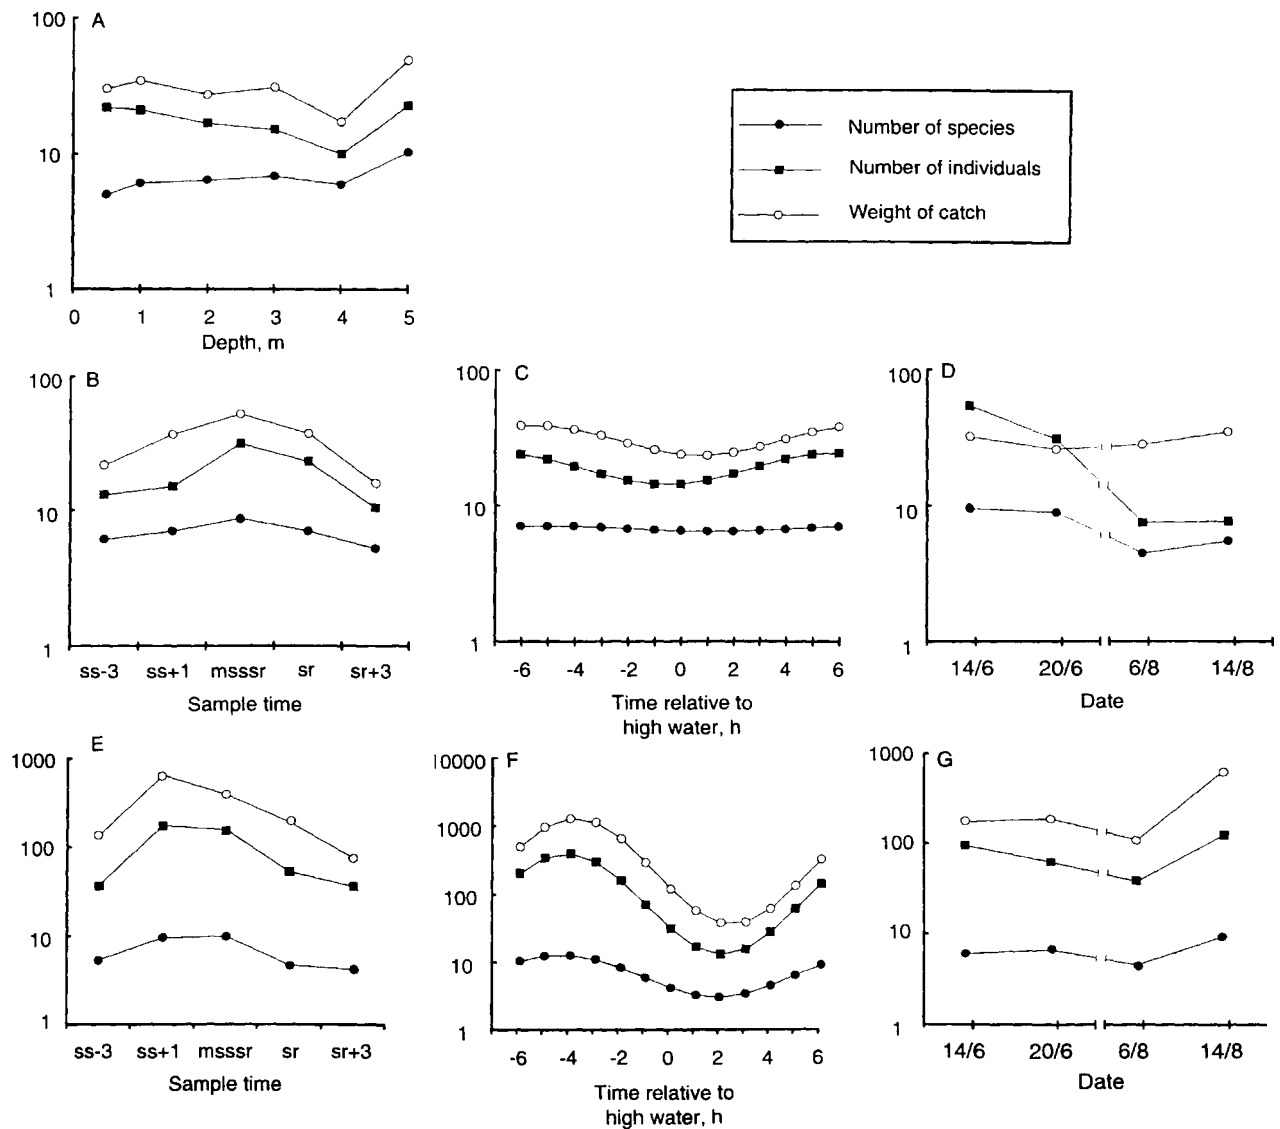 A
100
10
1
0 1 2 3 4 5
Depth, m
Number of species
Number of individuals
Weight of catch
B
100
10
1
ss-3 ss+1 msssr sr sr+3
Sample time
C
100
10
1
-6 -4 -2 0 2 4 6
Time relative to
high water, h
D
100
10
1
14/6 20/6 6/8 14/8
Date
E
1000
100
10
1
ss-3 ss+1 msssr sr sr+3
Sample time
F
10000
1000
100
10
1
-6 -4 -2 0 2 4 6
Time relative to
high water, h
G
1000
100
10
1
14/6 20/6 6/8 14/8
Date